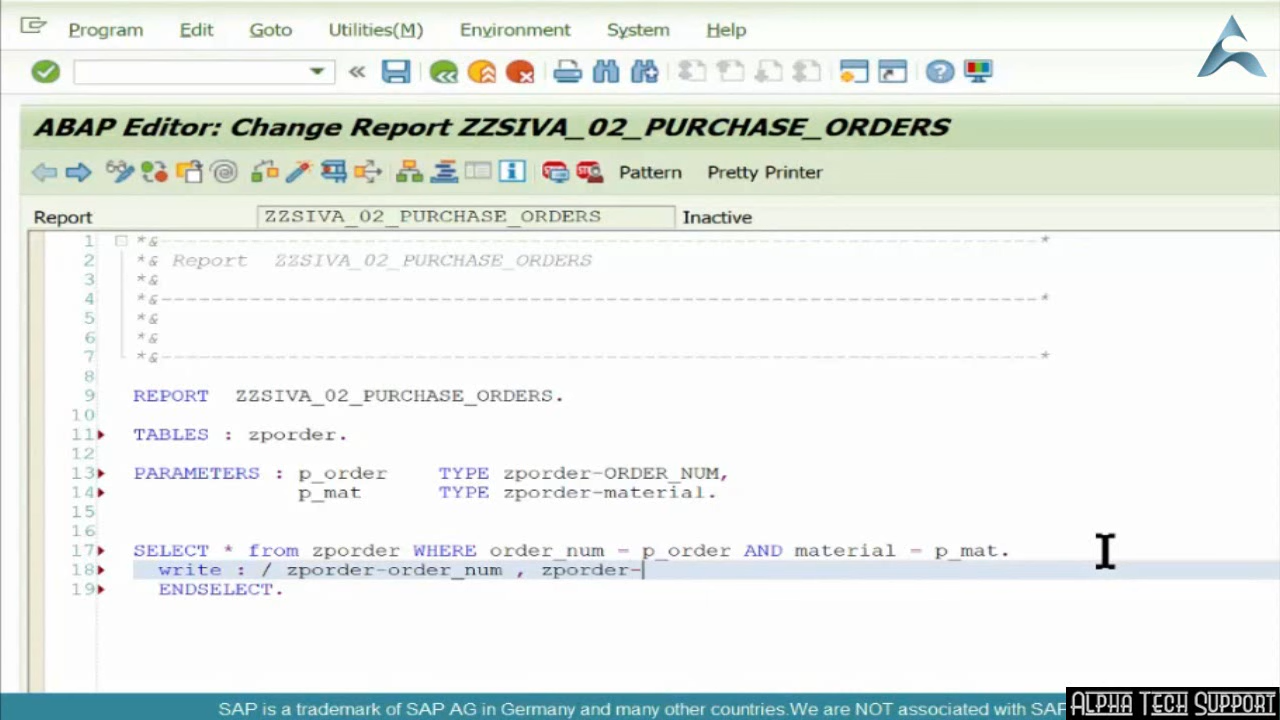 Program Edit Goto Utilities(M) Environment System Help
ABAP Editor: Change Report ZZSIVA_02_PURCHASE_ORDERS
Pattern Pretty Printer
Report ZZSIVA_02_PURCHASE_ORDERS Inactive
1 *&---------------------------------------------------------------------*
2 *& Report ZZSIVA_02_PURCHASE_ORDERS
3 *&
4 *&---------------------------------------------------------------------*
5 *&
6 *&
7 *&---------------------------------------------------------------------*
8
9 REPORT ZZSIVA_02_PURCHASE_ORDERS.
10
11 TABLES : zporder.
12
13 PARAMETERS : p_order TYPE zporder-ORDER_NUM,
14 p_mat TYPE zporder-material.
15
16
17 SELECT * from zporder WHERE order_num = p_order AND material = p_mat.
18 write : / zporder-order_num , zporder-
19 ENDSELECT.
SAP is a trademark of SAP AG in Germany and many other countries.We are NOT associated with SAP
ALPHA TECH SUPPORT